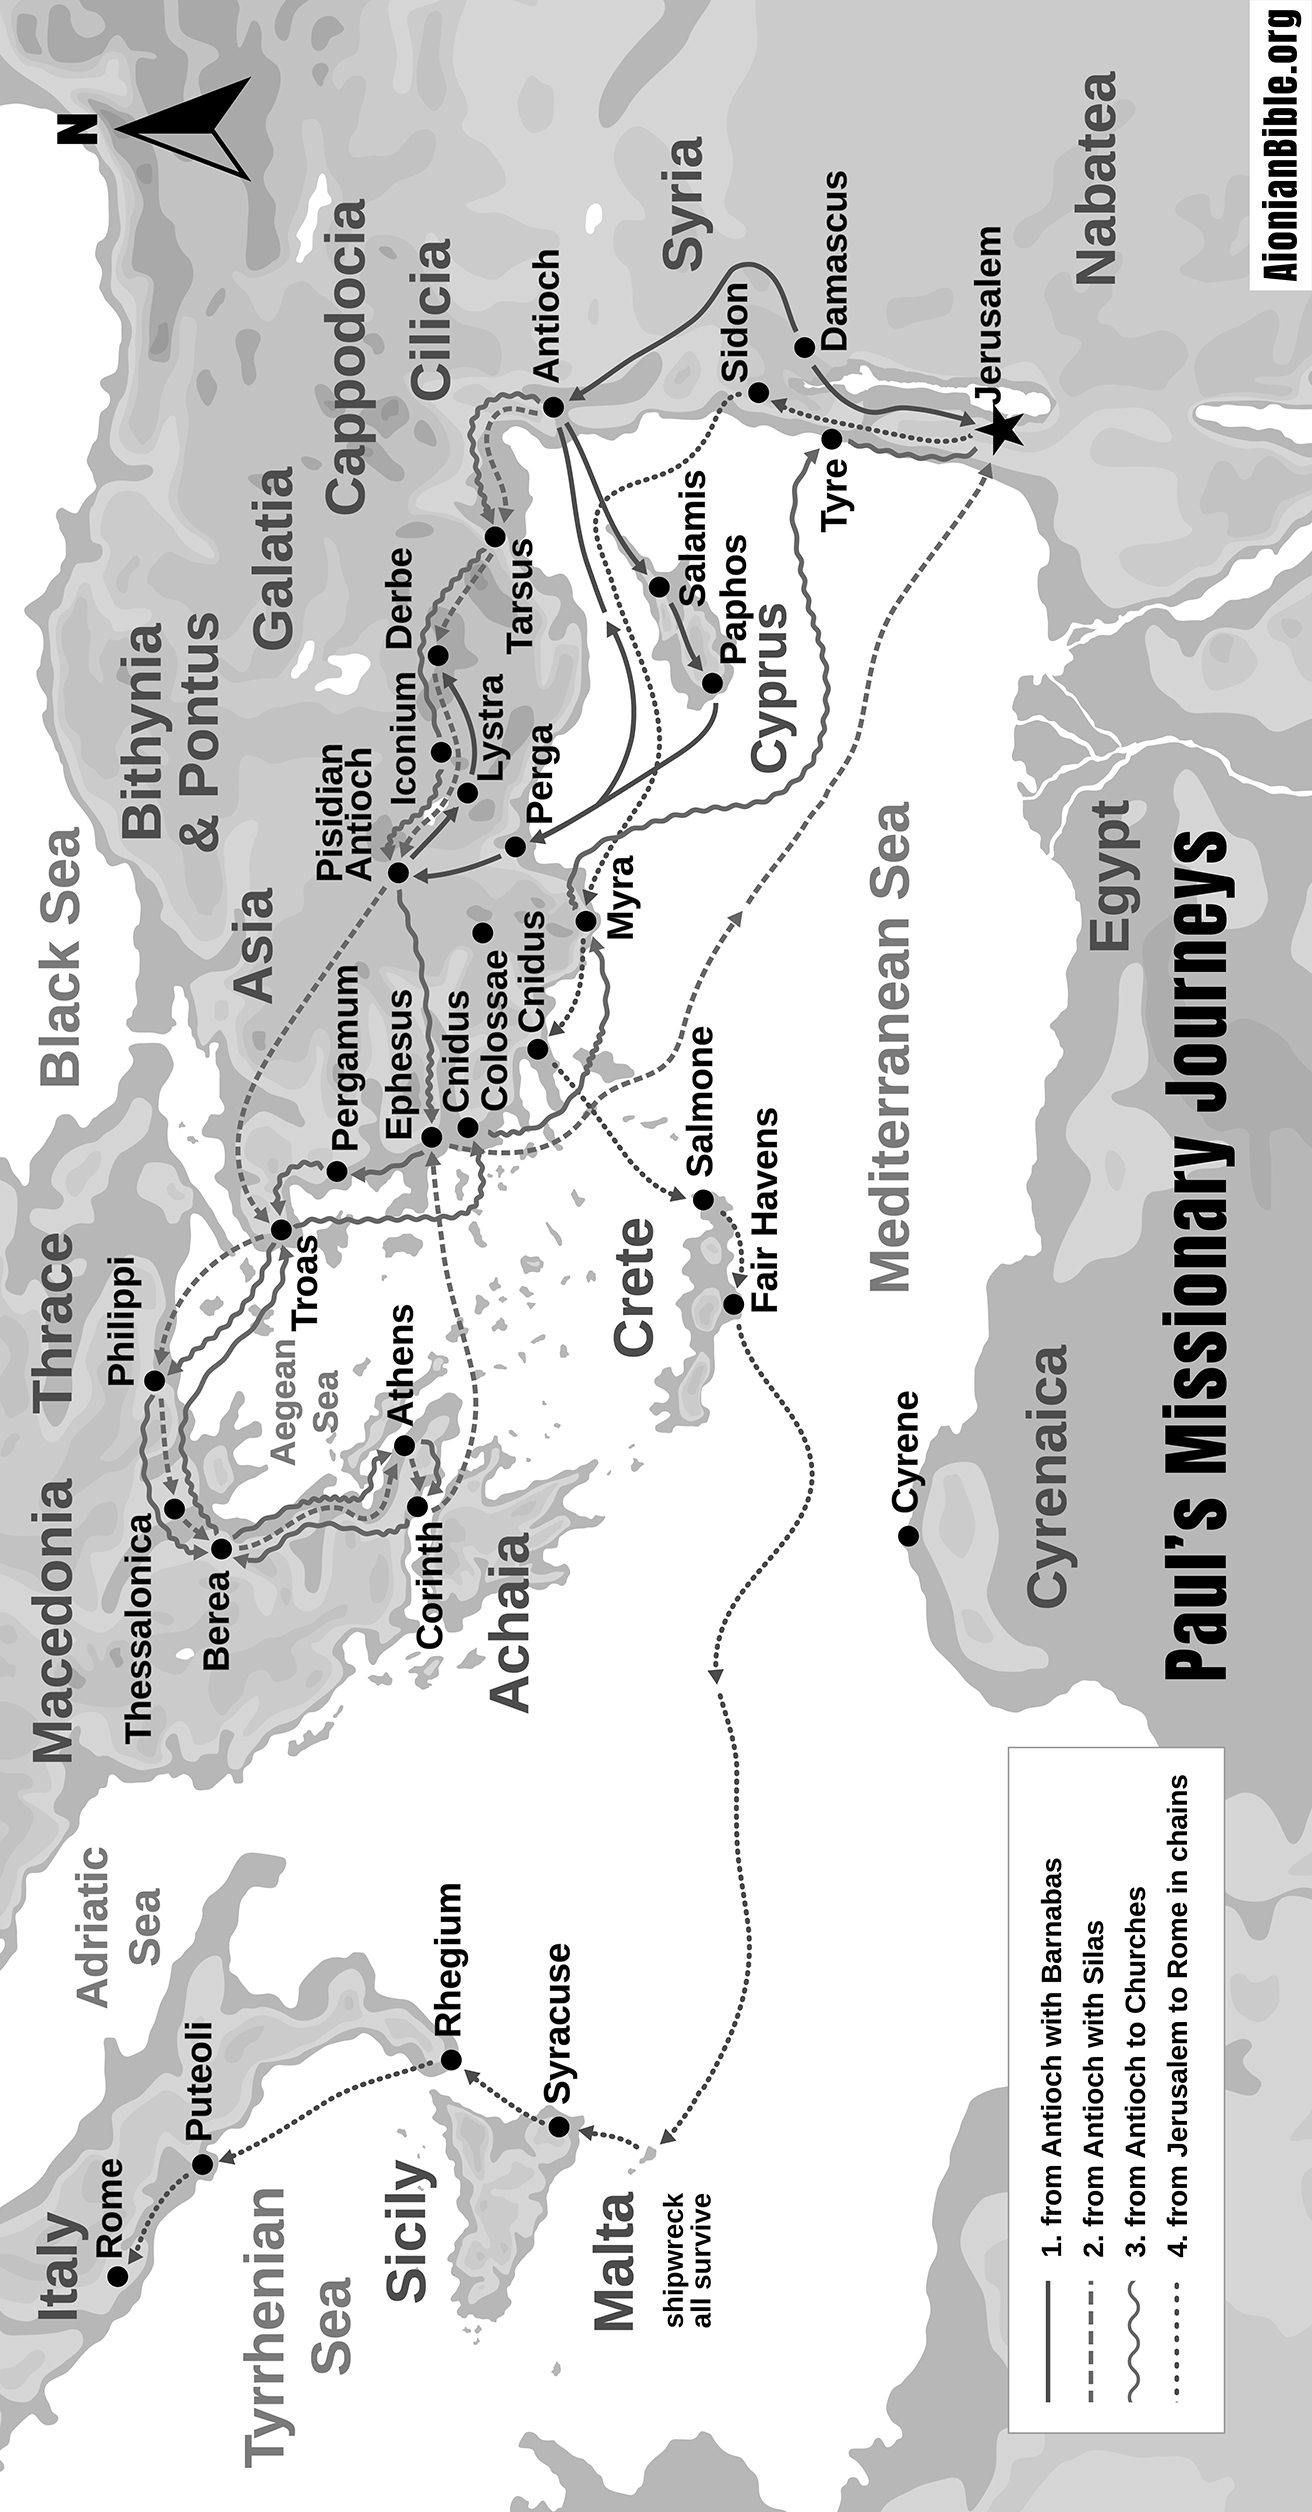 N
Black Sea
Adriatic
Sea
Aegean
Sea
Tyrrhenian
Sea
Mediterranean Sea
Italy
Macedonia
Thrace
Bithynia
& Pontus
Asia
Galatia
Cappodocia
Cilicia
Syria
Nabatea
Achaia
Sicily
Malta
shipwreck
all survive
Crete
Cyprus
Cyrenaica
Egypt
Rome
Puteoli
Rhegium
Syracuse
Thessalonica
Berea
Philippi
Corinth
Athens
Troas
Pergamum
Ephesus
Cnidus
Colossae
Cnidus
Pisidian
Antioch
Iconium
Derbe
Lystra
Perga
Myra
Tarsus
Antioch
Salmone
Fair Havens
Salamis
Paphos
Sidon
Tyre
Damascus
Jerusalem
Cyrene
1. from Antioch with Barnabas
2. from Antioch with Silas
3. from Antioch to Churches
4. from Jerusalem to Rome in chains
Paul's Missionary Journeys
AionianBible.org